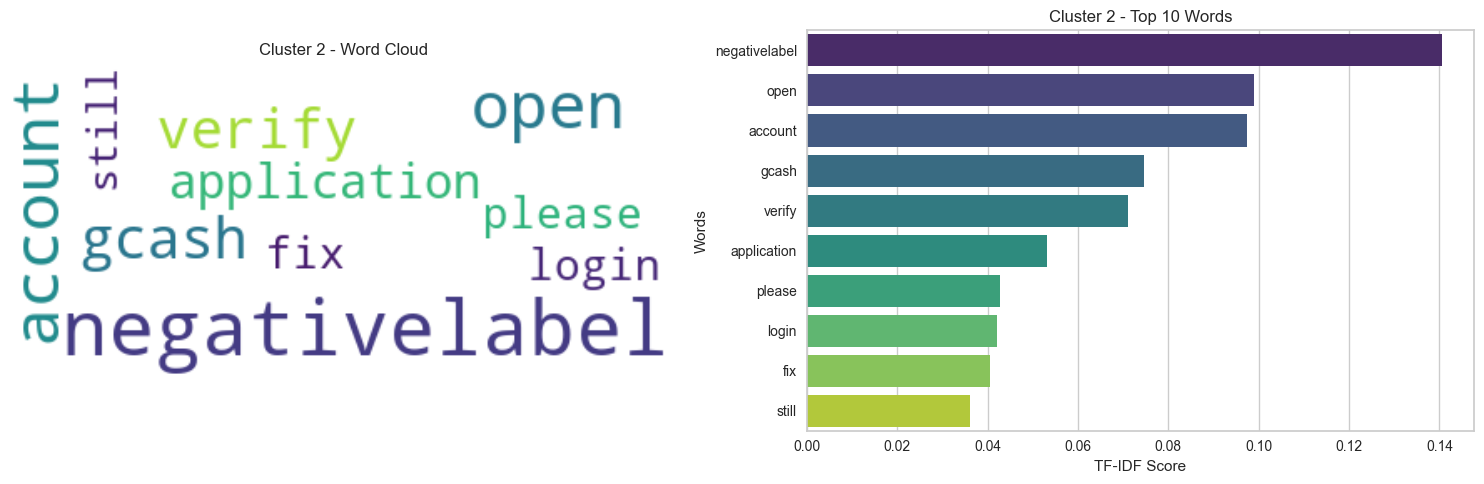 Cluster 2 - Word Cloud
account
still
verify
open
application
please
gcash
fix
login
negativelabel
Cluster 2 - Top 10 Words
Words
negativelabel
open
account
gcash
verify
application
please
login
fix
still
0.00 0.02 0.04 0.06 0.08 0.10 0.12 0.14
TF-IDF Score